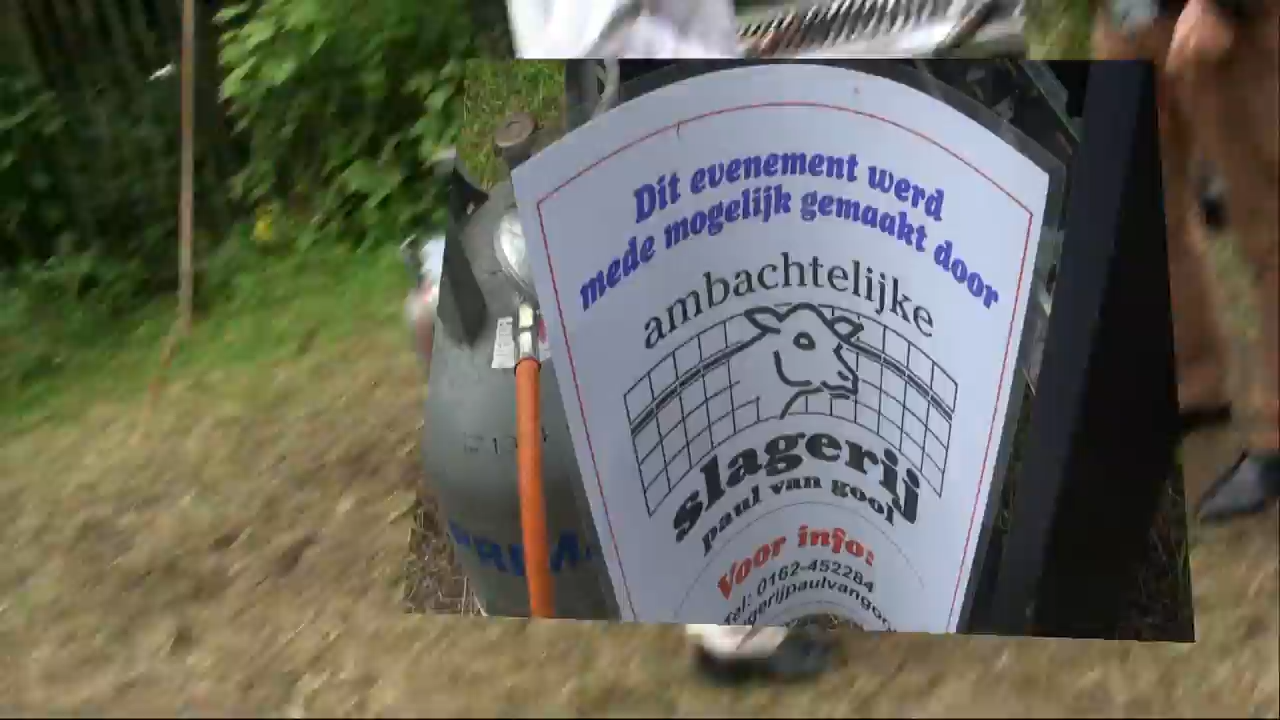 Dit evenement werd
mede mogelijk gemaakt door
ambachtelijke
slagerij
paul van gool
Voor info:
Tel: 0162-452284